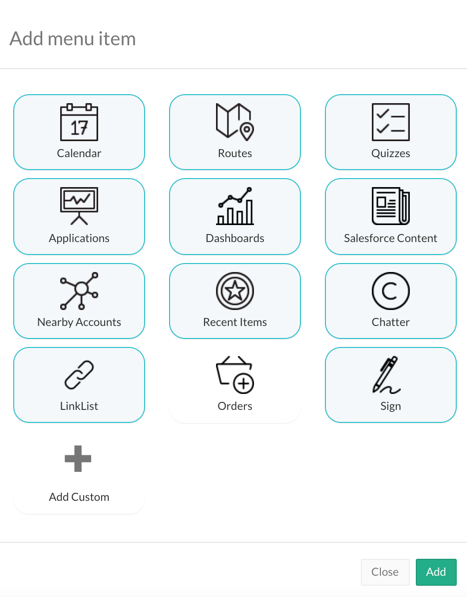 Add menu item
17
Calendar
Routes
Quizzes
Applications
Dashboards
Salesforce Content
Nearby Accounts
Recent Items
C
Chatter
LinkList
Orders
Sign
Add Custom
Close
Add